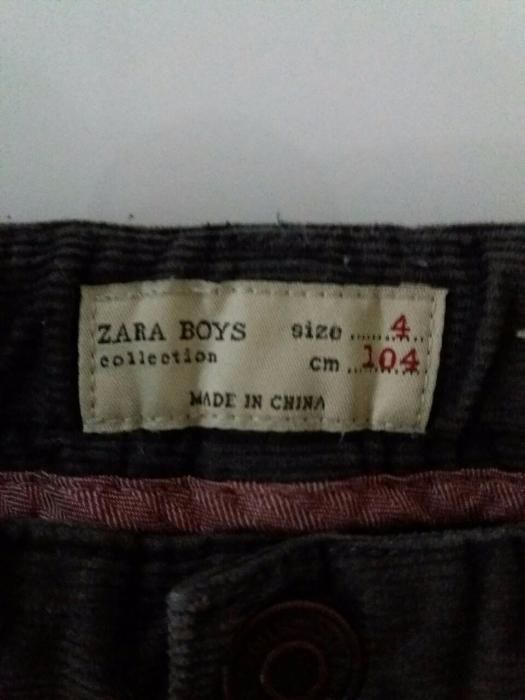 ZARA BOYS
collection
size ....... 4 ..
cm ... 104
MADE IN CHINA